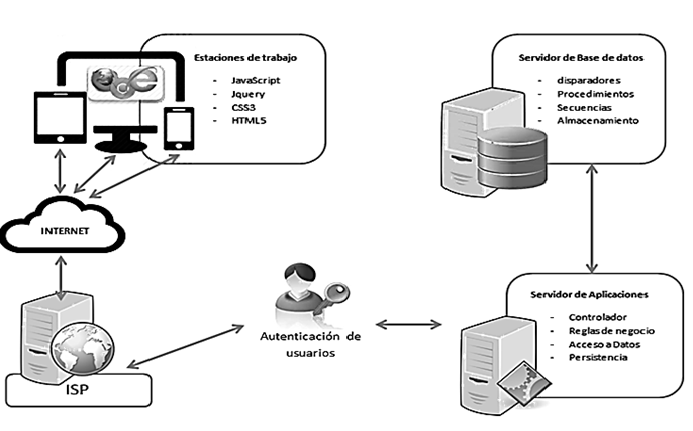 Estaciones de trabajo
- JavaScript
- Jquery
- CSS3
- HTML5
Servidor de Base de datos
- disparadores
- Procedimientos
- Secuencias
- Almacenamiento
INTERNET
Autenticación de
usuarios
ISP
Servidor de Aplicaciones
- Controlador
- Reglas de negocio
- Acceso a Datos
- Persistencia